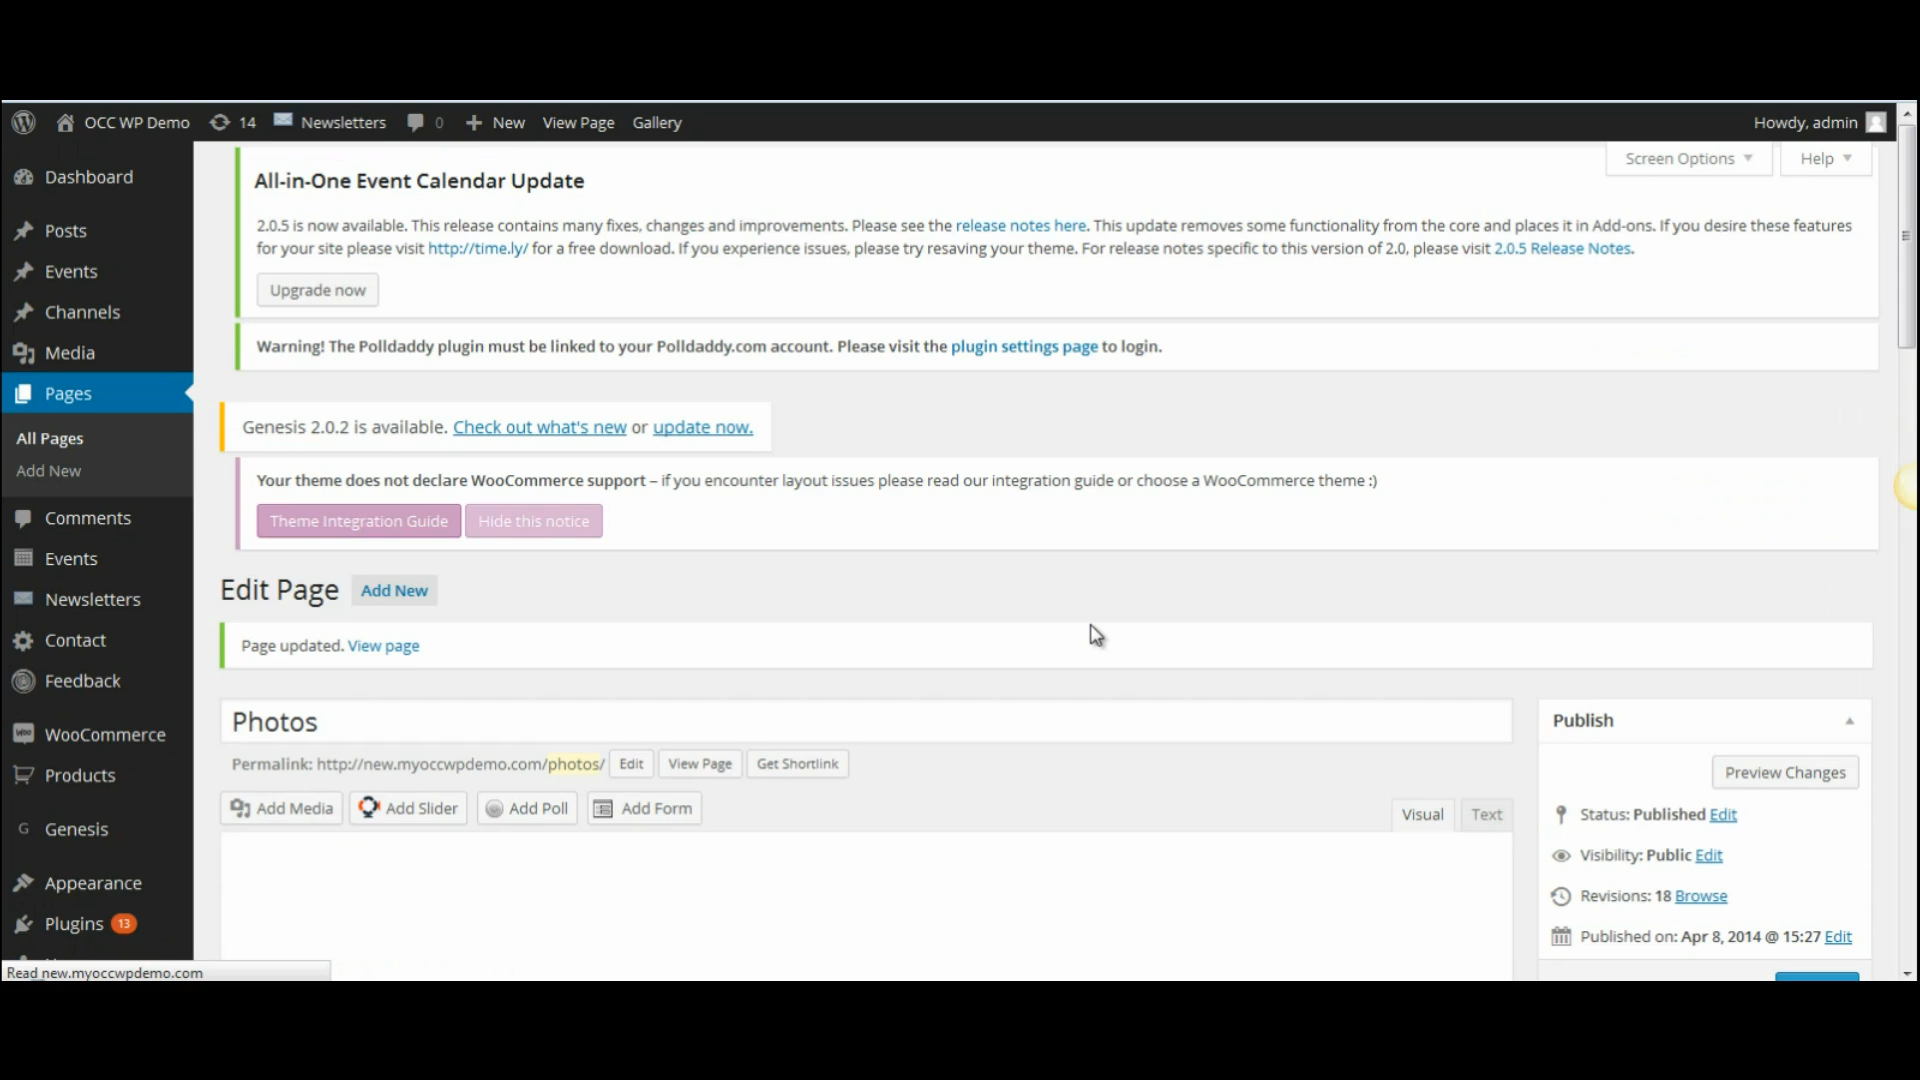 OCC WP Demo 14 Newsletters 0 New View Page Gallery Howdy, admin
Screen Options Help
Dashboard
Posts
Events
Channels
Media
Pages
All Pages
Add New
Comments
Events
Newsletters
Contact
Feedback
WooCommerce
Products
Genesis
Appearance
Plugins 13
All-in-One Event Calendar Update
2.0.5 is now available. This release contains many fixes, changes and improvements. Please see the release notes here. This update removes some functionality from the core and places it in Add-ons. If you desire these features
for your site please visit http://time.ly/ for a free download. If you experience issues, please try resaving your theme. For release notes specific to this version of 2.0, please visit 2.0.5 Release Notes.
Upgrade now
Warning! The Polldaddy plugin must be linked to your Polldaddy.com account. Please visit the plugin settings page to login.
Genesis 2.0.2 is available. Check out what's new or update now.
Your theme does not declare WooCommerce support – if you encounter layout issues please read our integration guide or choose a WooCommerce theme :)
Theme Integration Guide Hide this notice
Edit Page Add New
Page updated. View page
Photos
Permalink: http://new.myoccwpdemo.com/photos/ Edit View Page Get Shortlink
Add Media Add Slider Add Poll Add Form Visual Text
Publish
Preview Changes
Status: Published Edit
Visibility: Public Edit
Revisions: 18 Browse
Published on: Apr 8, 2014 @ 15:27 Edit
Read new.myoccwpdemo.com